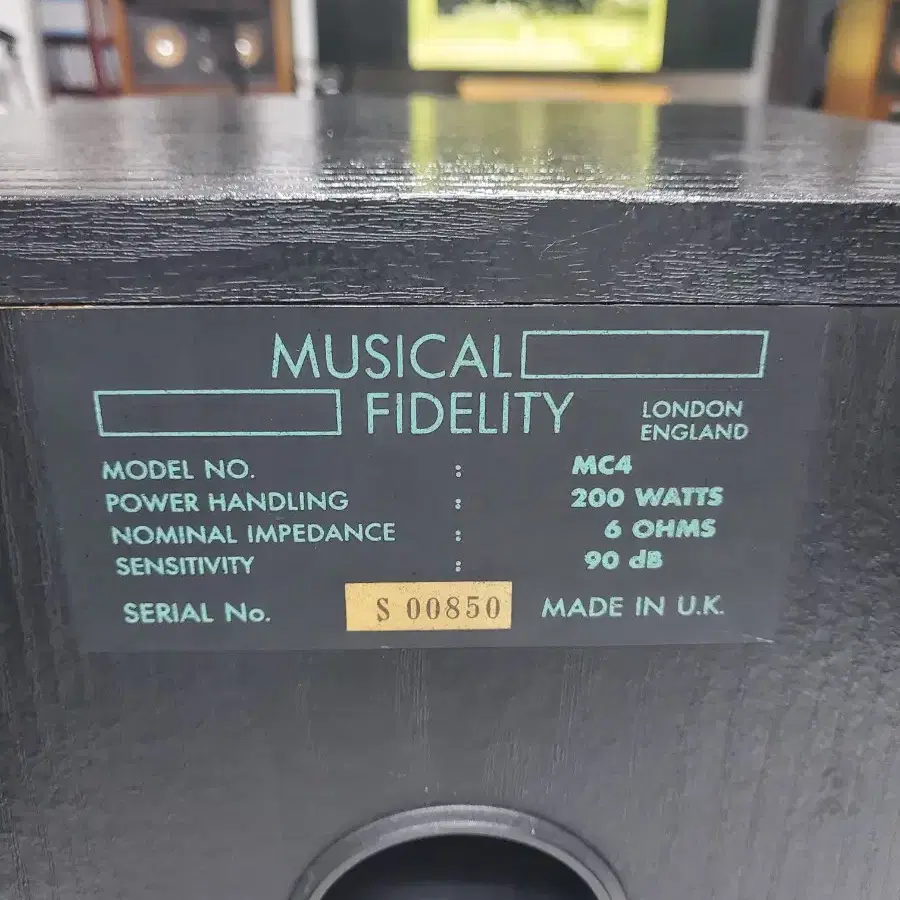 MUSICAL
FIDELITY
LONDON
ENGLAND
MODEL NO. : MC4
POWER HANDLING : 200 WATTS
NOMINAL IMPEDANCE : 6 OHMS
SENSITIVITY : 90 dB
SERIAL No. S 00850 MADE IN U.K.